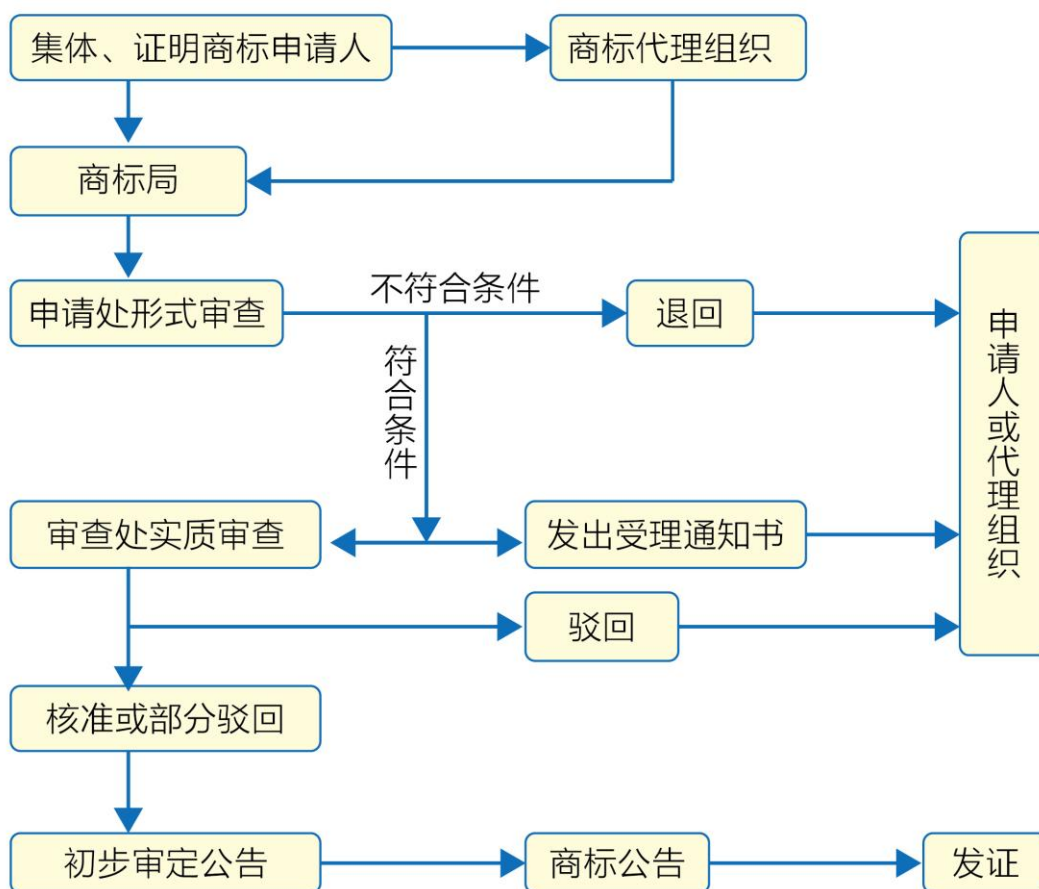 集体、证明商标申请人
商标代理组织
商标局
不符合条件
申请处形式审查
退回
符合条件
申请人或代理组织
审查处实质审查
发出受理通知书
驳回
核准或部分驳回
初步审定公告
商标公告
发证